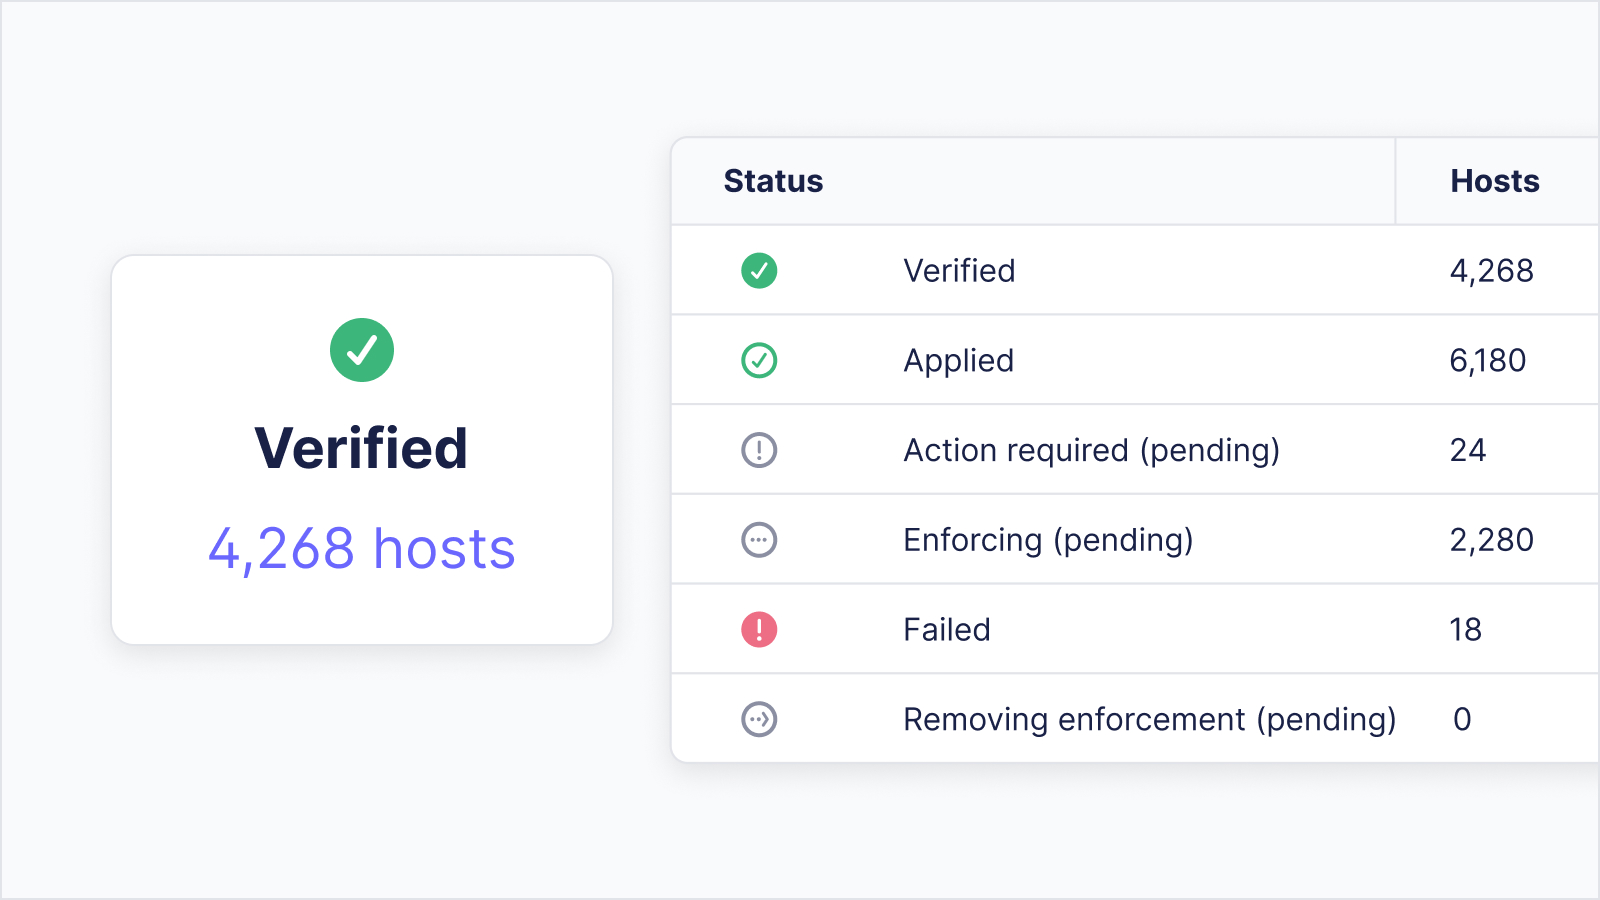 Verified
4,268 hosts
Status Hosts
Verified 4,268
Applied 6,180
Action required (pending) 24
Enforcing (pending) 2,280
Failed 18
Removing enforcement (pending) 0